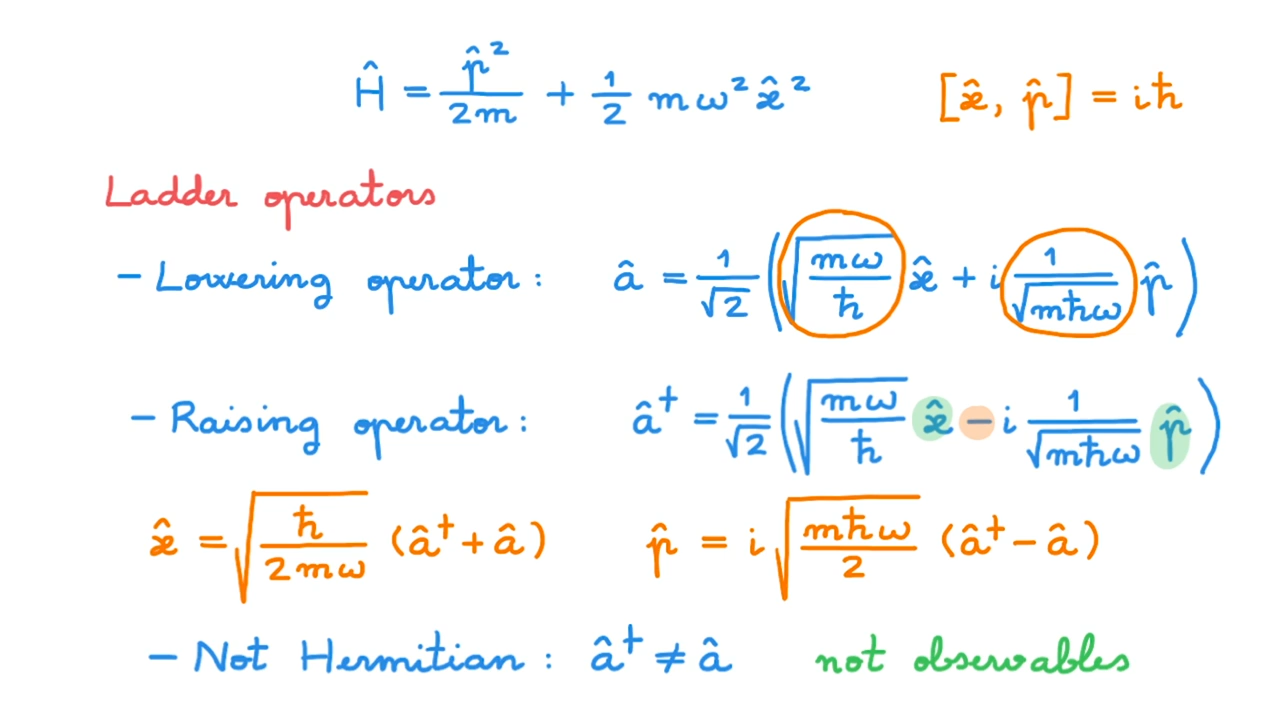 Ĥ = p̂²/2m + 1/2 mω² x̂² [x̂, p̂] = iħ
Ladder operators
- Lowering operator: â = 1/√2 (√(mω/ħ) x̂ + i 1/√(mħω) p̂)
- Raising operator: â† = 1/√2 (√(mω/ħ) x̂ - i 1/√(mħω) p̂)
x̂ = √(ħ/2mω) (â† + â) p̂ = i √(mħω/2) (â† - â)
- Not Hermitian: â† ≠ â not observables